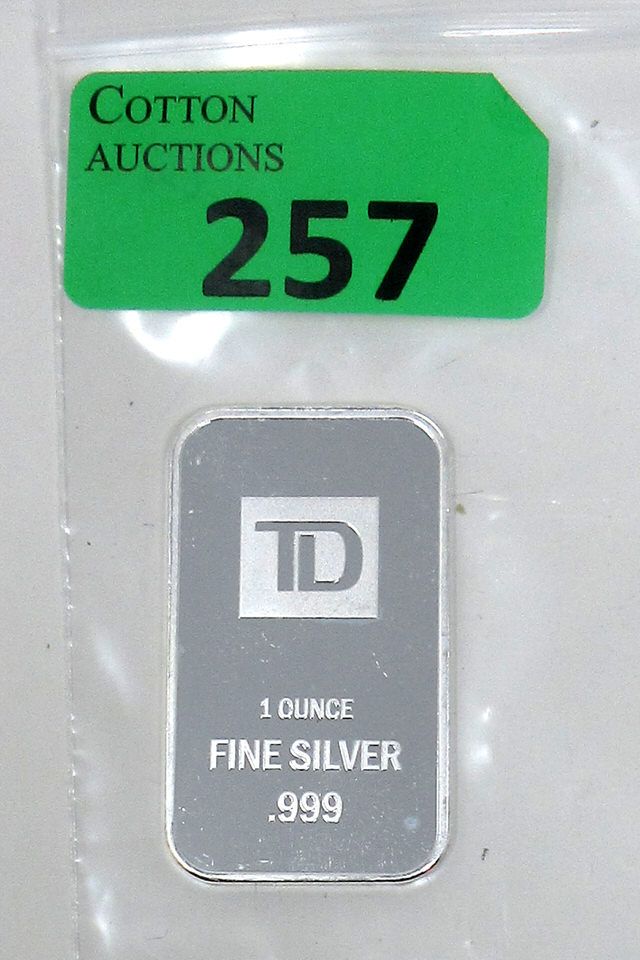 COTTON
AUCTIONS
257
TD
1 OUNCE
FINE SILVER
.999